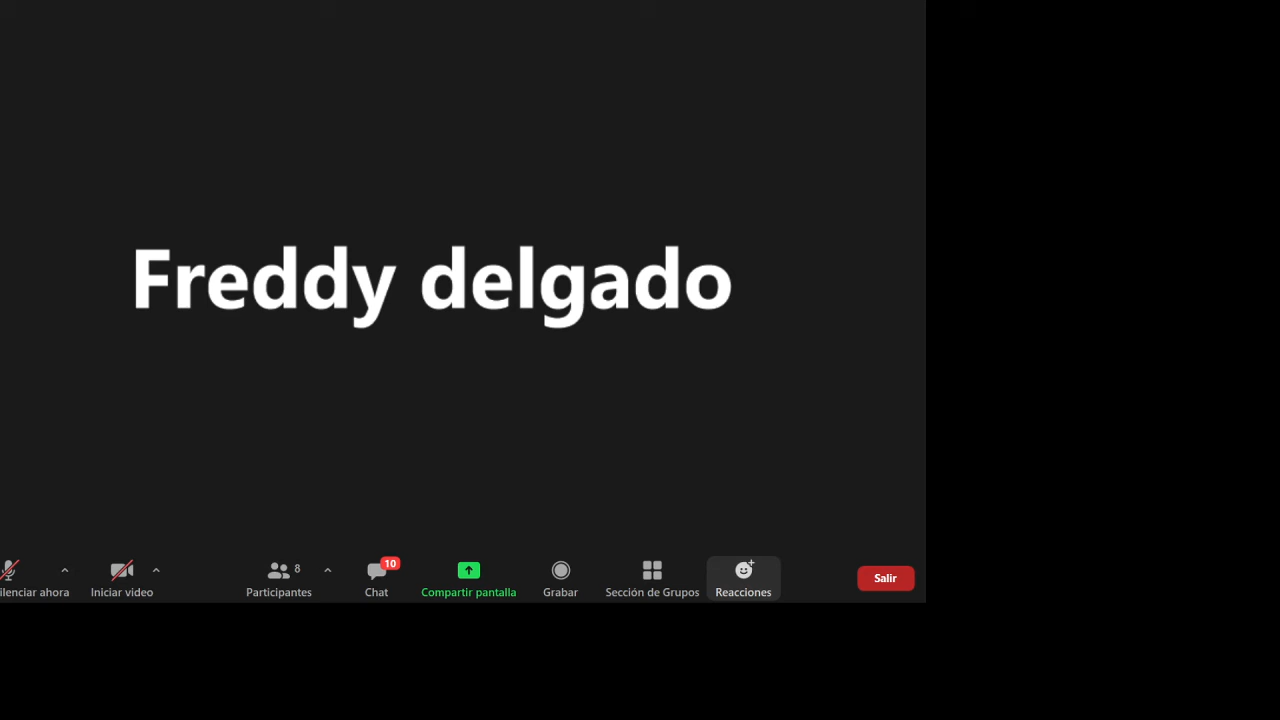 Freddy delgado
8
10
ilenciar ahora
Iniciar video
Participantes
Chat
Compartir pantalla
Grabar
Sección de Grupos
Reacciones
Salir